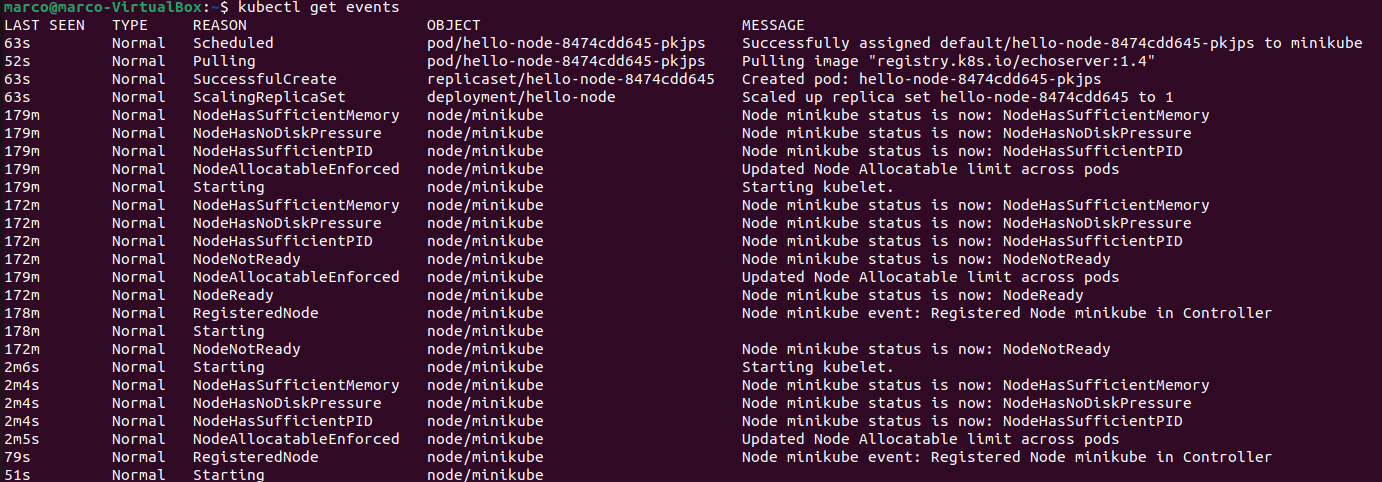 marco@marco-VirtualBox:~$ kubectl get events
LAST SEEN   TYPE     REASON                    OBJECT                             MESSAGE
63s         Normal   Scheduled                 pod/hello-node-8474cdd645-pkjps    Successfully assigned default/hello-node-8474cdd645-pkjps to minikube
52s         Normal   Pulling                   pod/hello-node-8474cdd645-pkjps    Pulling image "registry.k8s.io/echoserver:1.4"
63s         Normal   SuccessfulCreate          replicaset/hello-node-8474cdd645   Created pod: hello-node-8474cdd645-pkjps
63s         Normal   ScalingReplicaSet         deployment/hello-node              Scaled up replica set hello-node-8474cdd645 to 1
179m        Normal   NodeHasSufficientMemory   node/minikube                      Node minikube status is now: NodeHasSufficientMemory
179m        Normal   NodeHasNoDiskPressure     node/minikube                      Node minikube status is now: NodeHasNoDiskPressure
179m        Normal   NodeHasSufficientPID      node/minikube                      Node minikube status is now: NodeHasSufficientPID
179m        Normal   NodeAllocatableEnforced   node/minikube                      Updated Node Allocatable limit across pods
179m        Normal   Starting                  node/minikube                      Starting kubelet.
172m        Normal   NodeHasSufficientMemory   node/minikube                      Node minikube status is now: NodeHasSufficientMemory
172m        Normal   NodeHasNoDiskPressure     node/minikube                      Node minikube status is now: NodeHasNoDiskPressure
172m        Normal   NodeHasSufficientPID      node/minikube                      Node minikube status is now: NodeHasSufficientPID
172m        Normal   NodeNotReady              node/minikube                      Node minikube status is now: NodeNotReady
179m        Normal   NodeAllocatableEnforced   node/minikube                      Updated Node Allocatable limit across pods
172m        Normal   NodeReady                 node/minikube                      Node minikube status is now: NodeReady
178m        Normal   RegisteredNode            node/minikube                      Node minikube event: Registered Node minikube in Controller
178m        Normal   Starting                  node/minikube
172m        Normal   NodeNotReady              node/minikube                      Node minikube status is now: NodeNotReady
2m6s        Normal   Starting                  node/minikube                      Starting kubelet.
2m4s        Normal   NodeHasSufficientMemory   node/minikube                      Node minikube status is now: NodeHasSufficientMemory
2m4s        Normal   NodeHasNoDiskPressure     node/minikube                      Node minikube status is now: NodeHasNoDiskPressure
2m4s        Normal   NodeHasSufficientPID      node/minikube                      Node minikube status is now: NodeHasSufficientPID
2m5s        Normal   NodeAllocatableEnforced   node/minikube                      Updated Node Allocatable limit across pods
79s         Normal   RegisteredNode            node/minikube                      Node minikube event: Registered Node minikube in Controller
51s         Normal   Starting                  node/minikube